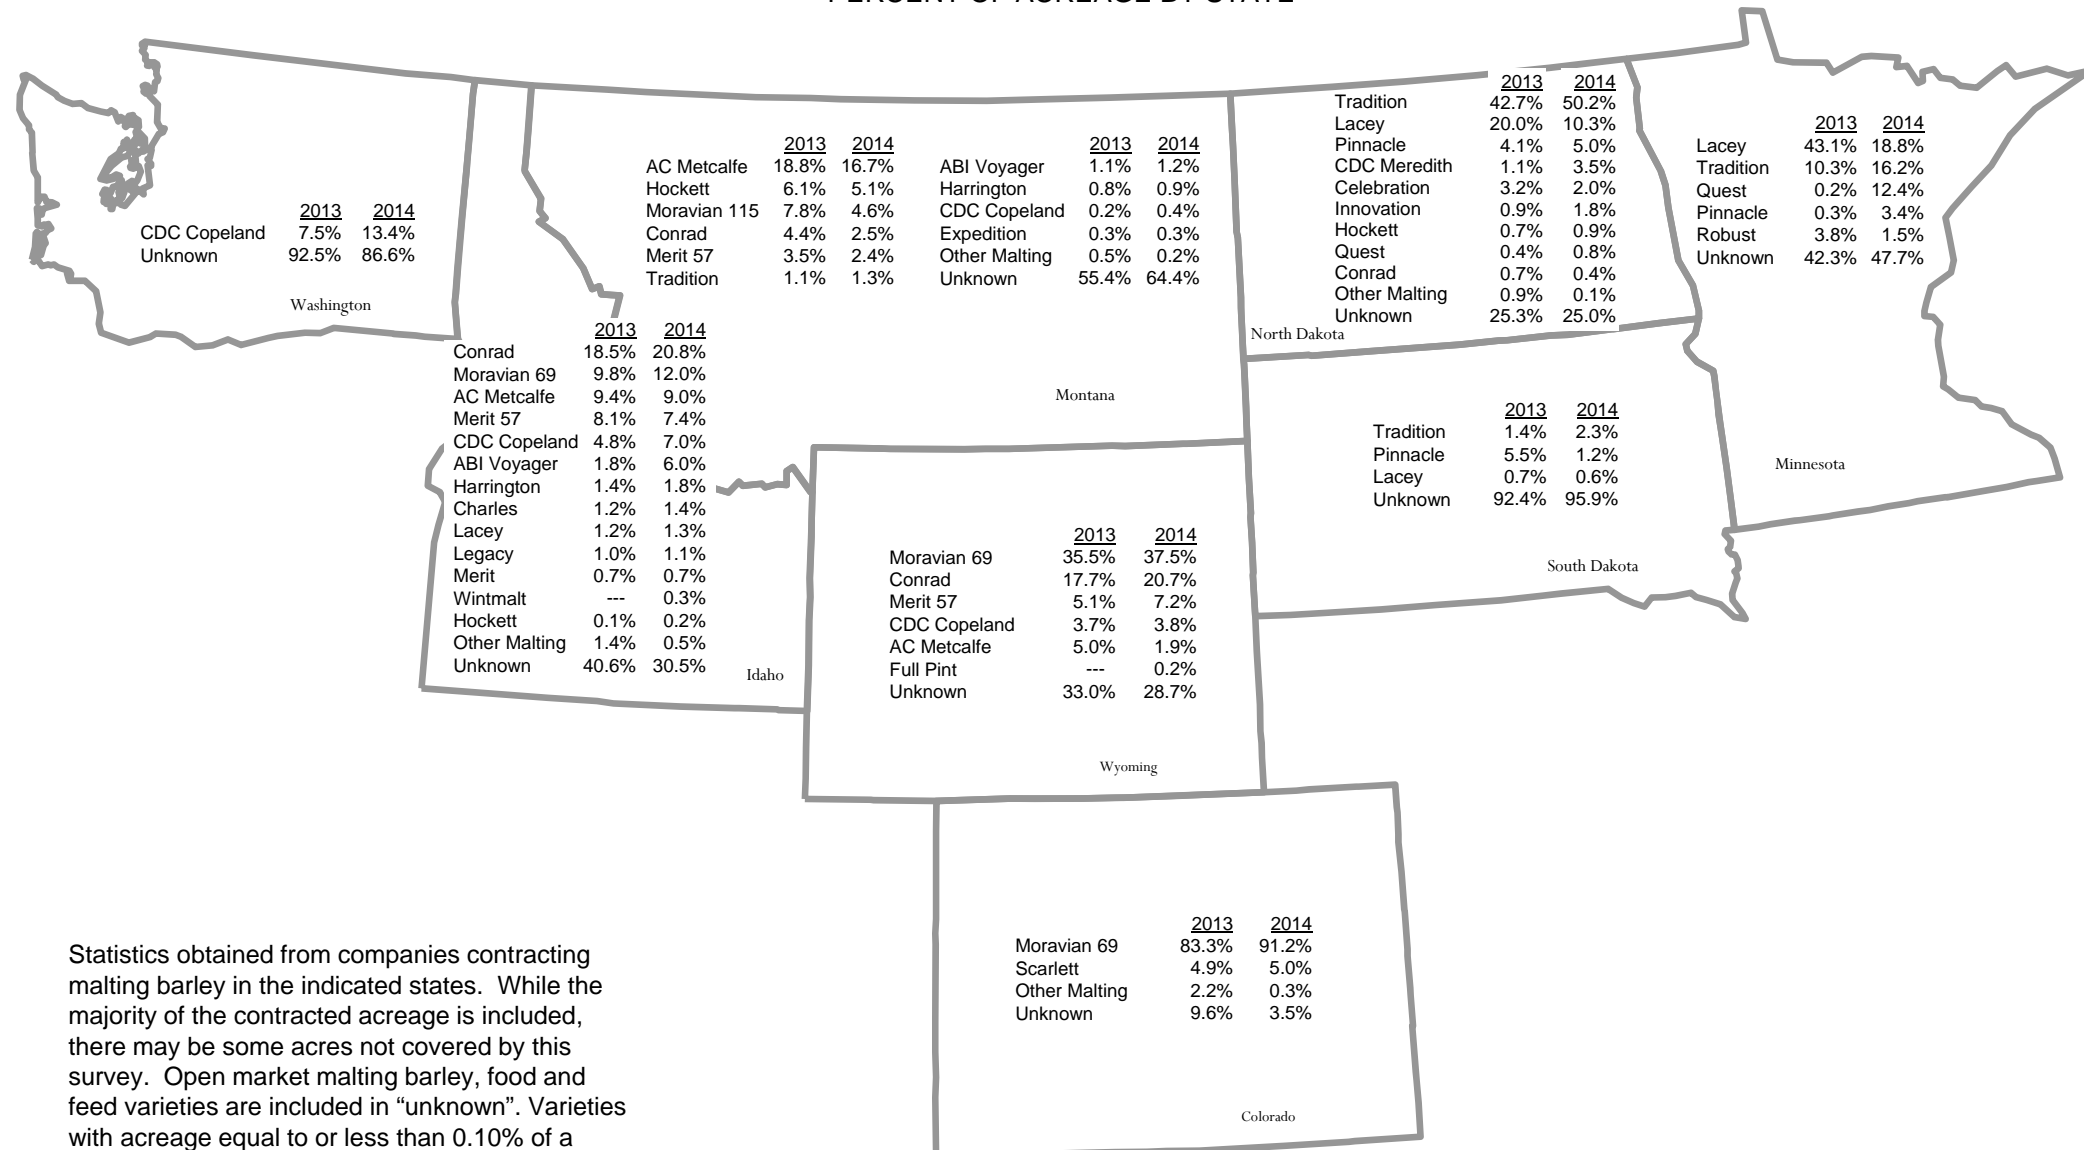 PERCENT OF ACREAGE BY STATE
2013 2014
CDC Copeland 7.5% 13.4%
Unknown 92.5% 86.6%
Washington
2013 2014
AC Metcalfe 18.8% 16.7%
Hockett 6.1% 5.1%
Moravian 115 7.8% 4.6%
Conrad 4.4% 2.5%
Merit 57 3.5% 2.4%
Tradition 1.1% 1.3%
2013 2014
ABI Voyager 1.1% 1.2%
Harrington 0.8% 0.9%
CDC Copeland 0.2% 0.4%
Expedition 0.3% 0.3%
Other Malting 0.5% 0.2%
Unknown 55.4% 64.4%
Montana
2013 2014
Tradition 42.7% 50.2%
Lacey 20.0% 10.3%
Pinnacle 4.1% 5.0%
CDC Meredith 1.1% 3.5%
Celebration 3.2% 2.0%
Innovation 0.9% 1.8%
Hockett 0.7% 0.9%
Quest 0.4% 0.8%
Conrad 0.7% 0.4%
Other Malting 0.9% 0.1%
Unknown 25.3% 25.0%
North Dakota
2013 2014
Lacey 43.1% 18.8%
Tradition 10.3% 16.2%
Quest 0.2% 12.4%
Pinnacle 0.3% 3.4%
Robust 3.8% 1.5%
Unknown 42.3% 47.7%
Minnesota
2013 2014
Conrad 18.5% 20.8%
Moravian 69 9.8% 12.0%
AC Metcalfe 9.4% 9.0%
Merit 57 8.1% 7.4%
CDC Copeland 4.8% 7.0%
ABI Voyager 1.8% 6.0%
Harrington 1.4% 1.8%
Charles 1.2% 1.4%
Lacey 1.2% 1.3%
Legacy 1.0% 1.1%
Merit 0.7% 0.7%
Wintmalt --- 0.3%
Hockett 0.1% 0.2%
Other Malting 1.4% 0.5%
Unknown 40.6% 30.5%
Idaho
2013 2014
Tradition 1.4% 2.3%
Pinnacle 5.5% 1.2%
Lacey 0.7% 0.6%
Unknown 92.4% 95.9%
South Dakota
2013 2014
Moravian 69 35.5% 37.5%
Conrad 17.7% 20.7%
Merit 57 5.1% 7.2%
CDC Copeland 3.7% 3.8%
AC Metcalfe 5.0% 1.9%
Full Pint --- 0.2%
Unknown 33.0% 28.7%
Wyoming
2013 2014
Moravian 69 83.3% 91.2%
Scarlett 4.9% 5.0%
Other Malting 2.2% 0.3%
Unknown 9.6% 3.5%
Colorado
Statistics obtained from companies contracting
malting barley in the indicated states. While the
majority of the contracted acreage is included,
there may be some acres not covered by this
survey. Open market malting barley, food and
feed varieties are included in “unknown”. Varieties
with acreage equal to or less than 0.10% of a